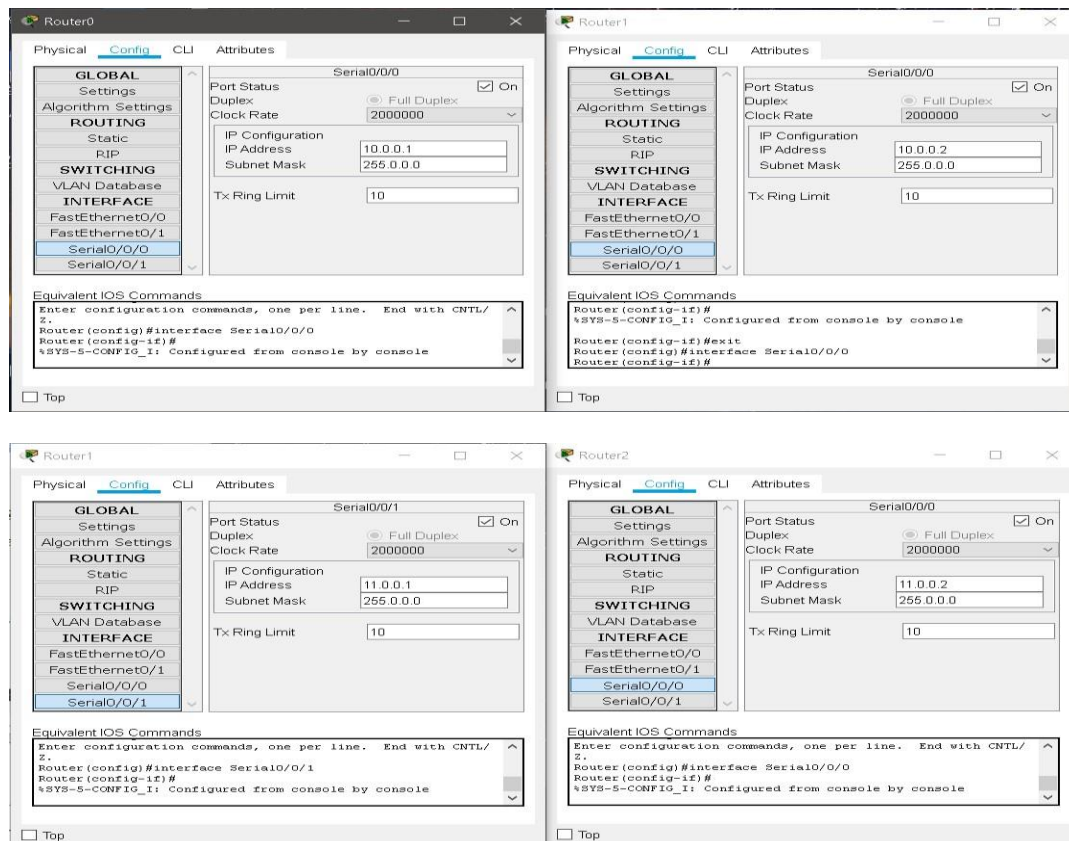 Router0
Physical Config CLI Attributes
GLOBAL
Settings
Algorithm Settings
ROUTING
Static
RIP
SWITCHING
VLAN Database
INTERFACE
FastEthernet0/0
FastEthernet0/1
Serial0/0/0
Serial0/0/1
Serial0/0/0
Port Status On
Duplex Full Duplex
Clock Rate 2000000
IP Configuration
IP Address 10.0.0.1
Subnet Mask 255.0.0.0
Tx Ring Limit 10
Equivalent IOS Commands
Enter configuration commands, one per line. End with CNTL/
Z.
Router(config)#interface Serial0/0/0
Router(config-if)#
%SYS-5-CONFIG_I: Configured from console by console
Top
Router1
Physical Config CLI Attributes
GLOBAL
Settings
Algorithm Settings
ROUTING
Static
RIP
SWITCHING
VLAN Database
INTERFACE
FastEthernet0/0
FastEthernet0/1
Serial0/0/0
Serial0/0/1
Serial0/0/0
Port Status On
Duplex Full Duplex
Clock Rate 2000000
IP Configuration
IP Address 10.0.0.2
Subnet Mask 255.0.0.0
Tx Ring Limit 10
Equivalent IOS Commands
Router(config-if)#
%SYS-5-CONFIG_I: Configured from console by console
Router(config-if)#exit
Router(config)#interface Serial0/0/0
Router(config-if)#
Top
Router1
Physical Config CLI Attributes
GLOBAL
Settings
Algorithm Settings
ROUTING
Static
RIP
SWITCHING
VLAN Database
INTERFACE
FastEthernet0/0
FastEthernet0/1
Serial0/0/0
Serial0/0/1
Serial0/0/1
Port Status On
Duplex Full Duplex
Clock Rate 2000000
IP Configuration
IP Address 11.0.0.1
Subnet Mask 255.0.0.0
Tx Ring Limit 10
Equivalent IOS Commands
Enter configuration commands, one per line. End with CNTL/
Z.
Router(config)#interface Serial0/0/1
Router(config-if)#
%SYS-5-CONFIG_I: Configured from console by console
Top
Router2
Physical Config CLI Attributes
GLOBAL
Settings
Algorithm Settings
ROUTING
Static
RIP
SWITCHING
VLAN Database
INTERFACE
FastEthernet0/0
FastEthernet0/1
Serial0/0/0
Serial0/0/1
Serial0/0/0
Port Status On
Duplex Full Duplex
Clock Rate 2000000
IP Configuration
IP Address 11.0.0.2
Subnet Mask 255.0.0.0
Tx Ring Limit 10
Equivalent IOS Commands
Enter configuration commands, one per line. End with CNTL/
Z.
Router(config)#interface Serial0/0/0
Router(config-if)#
%SYS-5-CONFIG_I: Configured from console by console
Top